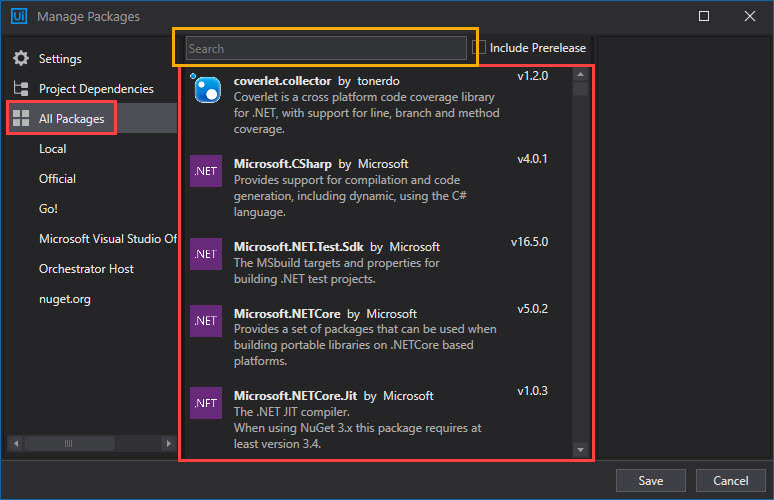 Ui Manage Packages
Search
Include Prerelease
Settings
Project Dependencies
All Packages
Local
Official
Go!
Microsoft Visual Studio Of
Orchestrator Host
nuget.org
coverlet.collector by tonerdo v1.2.0
Coverlet is a cross platform code coverage library
for .NET, with support for line, branch and method
coverage.
.NET Microsoft.CSharp by Microsoft v4.0.1
Provides support for compilation and code
generation, including dynamic, using the C#
language.
.NET Microsoft.NET.Test.Sdk by Microsoft v16.5.0
The MSbuild targets and properties for
building .NET test projects.
.NET Microsoft.NETCore by Microsoft v5.0.2
Provides a set of packages that can be used when
building portable libraries on .NETCore based
platforms.
.NET Microsoft.NETCore.Jit by Microsoft v1.0.3
The .NET JIT compiler.
When using NuGet 3.x this package requires at
least version 3.4.
Save
Cancel